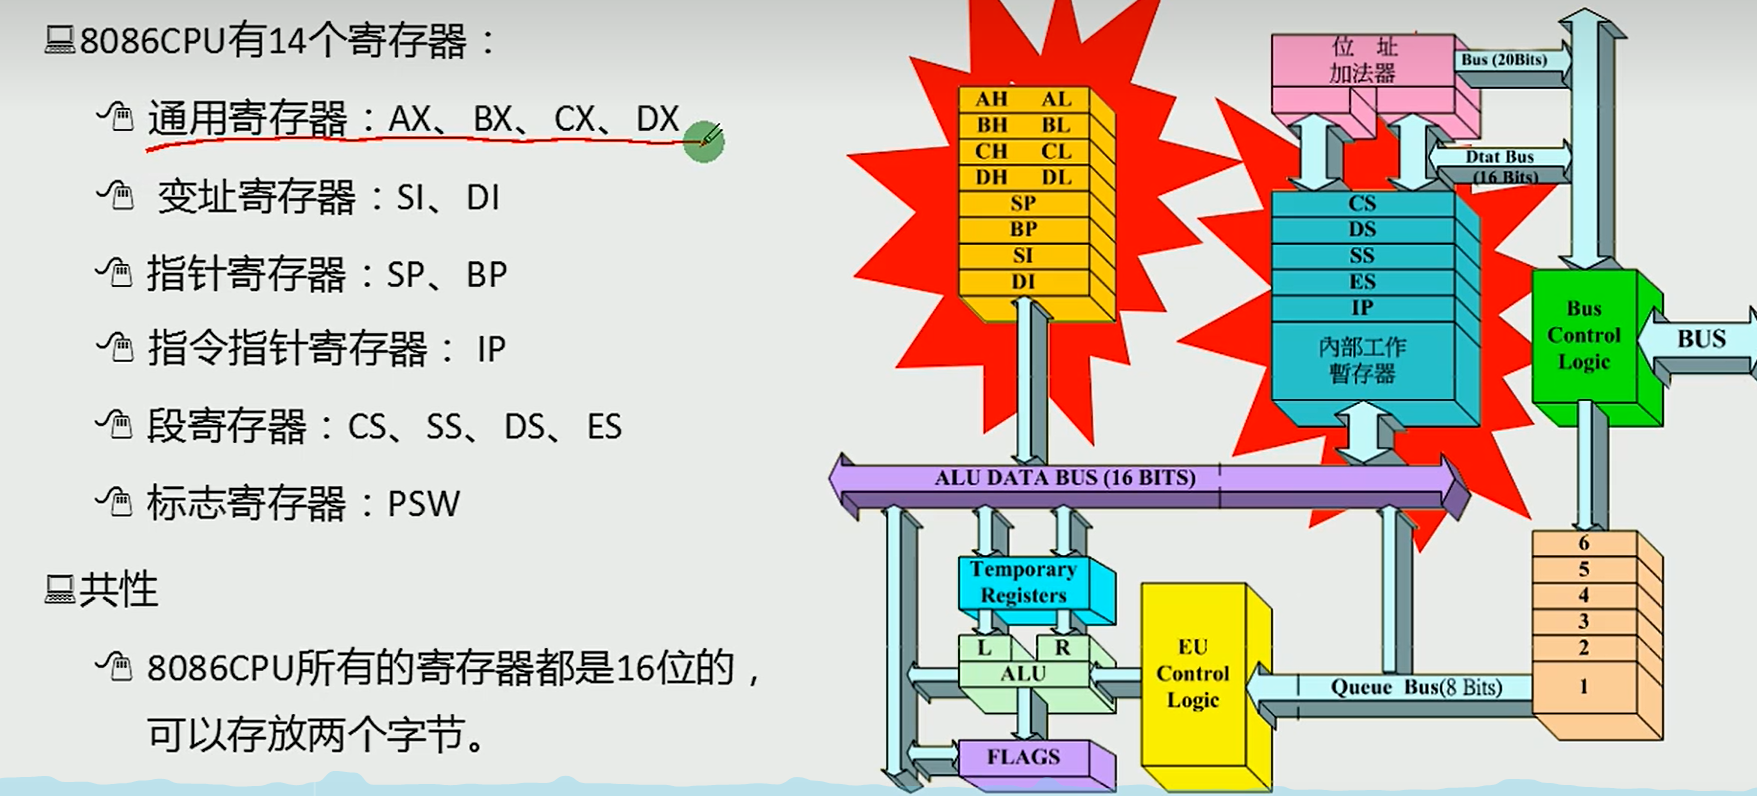 8086CPU有14个寄存器：
通用寄存器：AX、BX、CX、DX
变址寄存器：SI、DI
指针寄存器：SP、BP
指令指针寄存器： IP
段寄存器：CS、SS、DS、ES
标志寄存器：PSW
共性
8086CPU所有的寄存器都是16位的，
可以存放两个字节。
AH AL
BH BL
CH CL
DH DL
SP
BP
SI
DI
位 址
加法器
Bus (20Bits)
Dtat Bus
(16 Bits)
CS
DS
SS
ES
IP
內部工作
暫存器
Bus
Control
Logic
BUS
ALU DATA BUS (16 BITS)
Temporary
Registers
L R
ALU
FLAGS
EU
Control
Logic
Queue Bus(8 Bits)
6
5
4
3
2
1